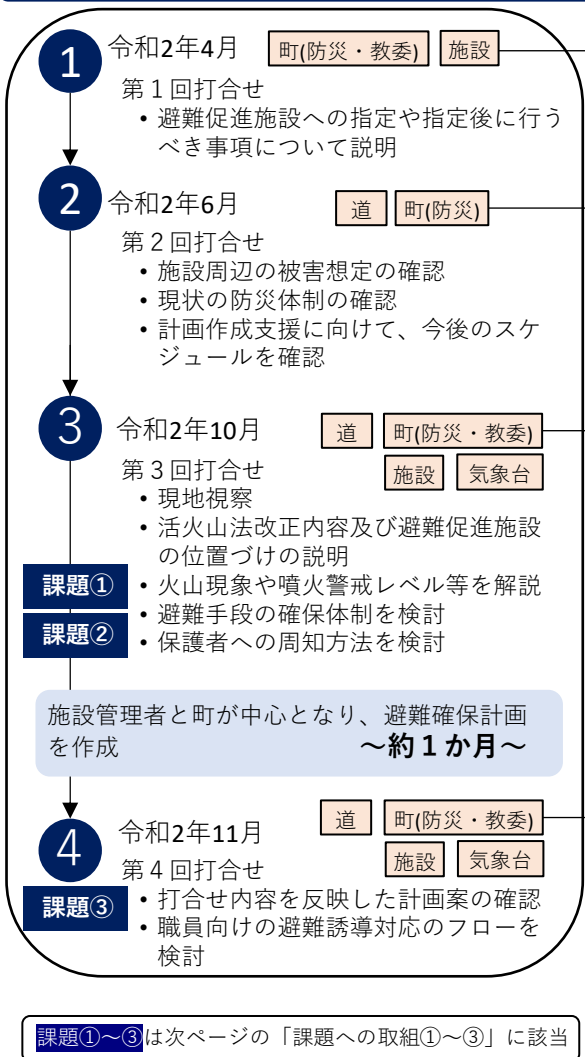 1
令和2年4月
町(防災・教委)
施設
第１回打合せ
• 避難促進施設への指定や指定後に行う
べき事項について説明
2
令和2年6月
道
町(防災)
第２回打合せ
• 施設周辺の被害想定の確認
• 現状の防災体制の確認
• 計画作成支援に向けて、今後のスケ
ジュールを確認
3
令和2年10月
道
町(防災・教委)
施設
気象台
第３回打合せ
• 現地視察
• 活火山法改正内容及び避難促進施設
の位置づけの説明
課題①
• 火山現象や噴火警戒レベル等を解説
• 避難手段の確保体制を検討
課題②
• 保護者への周知方法を検討
施設管理者と町が中心となり、避難確保計画
を作成 ～約１か月～
4
令和2年11月
道
町(防災・教委)
施設
気象台
第４回打合せ
課題③
• 打合せ内容を反映した計画案の確認
• 職員向けの避難誘導対応のフローを
検討
課題①～③は次ページの「課題への取組①～③」に該当